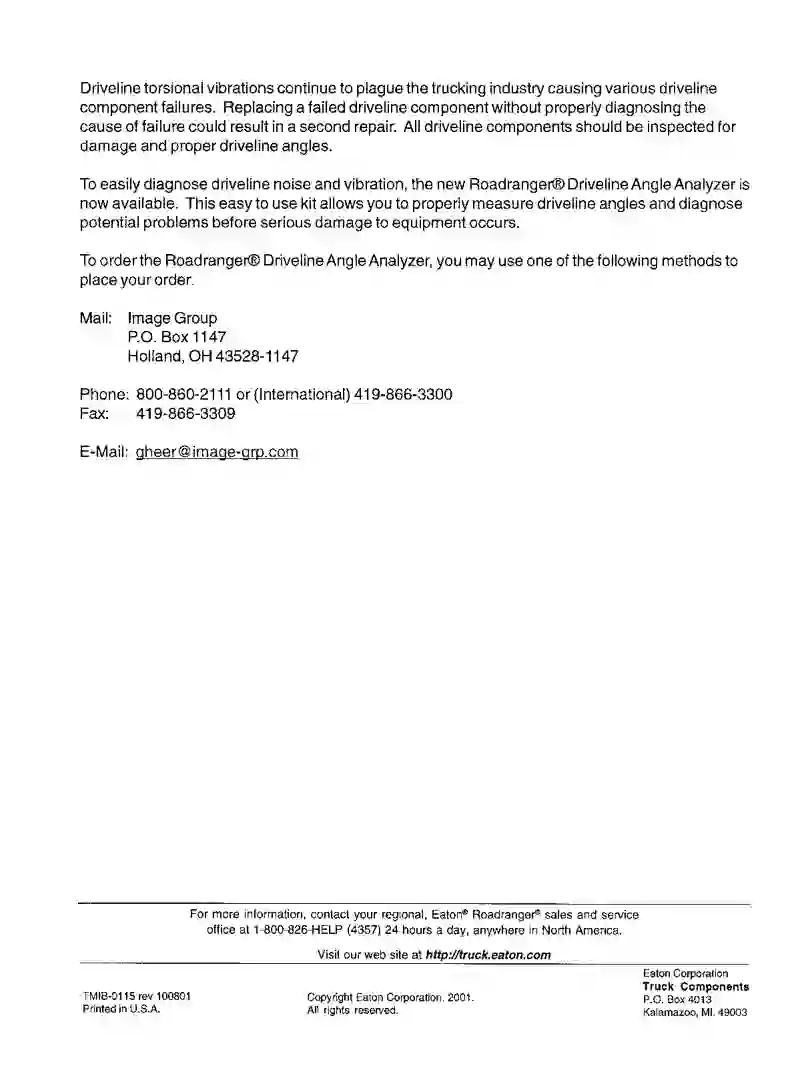 Driveline torsional vibrations continue to plague the trucking industry causing various driveline
component failures. Replacing a failed driveline component without properly diagnosing the
cause of failure could result in a second repair. All driveline components should be inspected for
damage and proper driveline angles.
To easily diagnose driveline noise and vibration, the new Roadranger® Driveline Angle Analyzer is
now available. This easy to use kit allows you to properly measure driveline angles and diagnose
potential problems before serious damage to equipment occurs.
To order the Roadranger® Driveline Angle Analyzer, you may use one of the following methods to
place your order.
Mail: Image Group
P.O. Box 1147
Holland, OH 43528-1147
Phone: 800-860-2111 or (International) 419-866-3300
Fax: 419-866-3309
E-Mail: gheer@image-grp.com
For more information, contact your regional, Eaton® Roadranger® sales and service
office at 1-800-826-HELP (4357) 24 hours a day, anywhere in North America.
Visit our web site at http://truck.eaton.com
TMIB-0115 rev 100801
Printed in U.S.A.
Copyright Eaton Corporation, 2001.
All rights reserved.
Eaton Corporation
Truck Components
P.O. Box 4013
Kalamazoo, MI. 49003